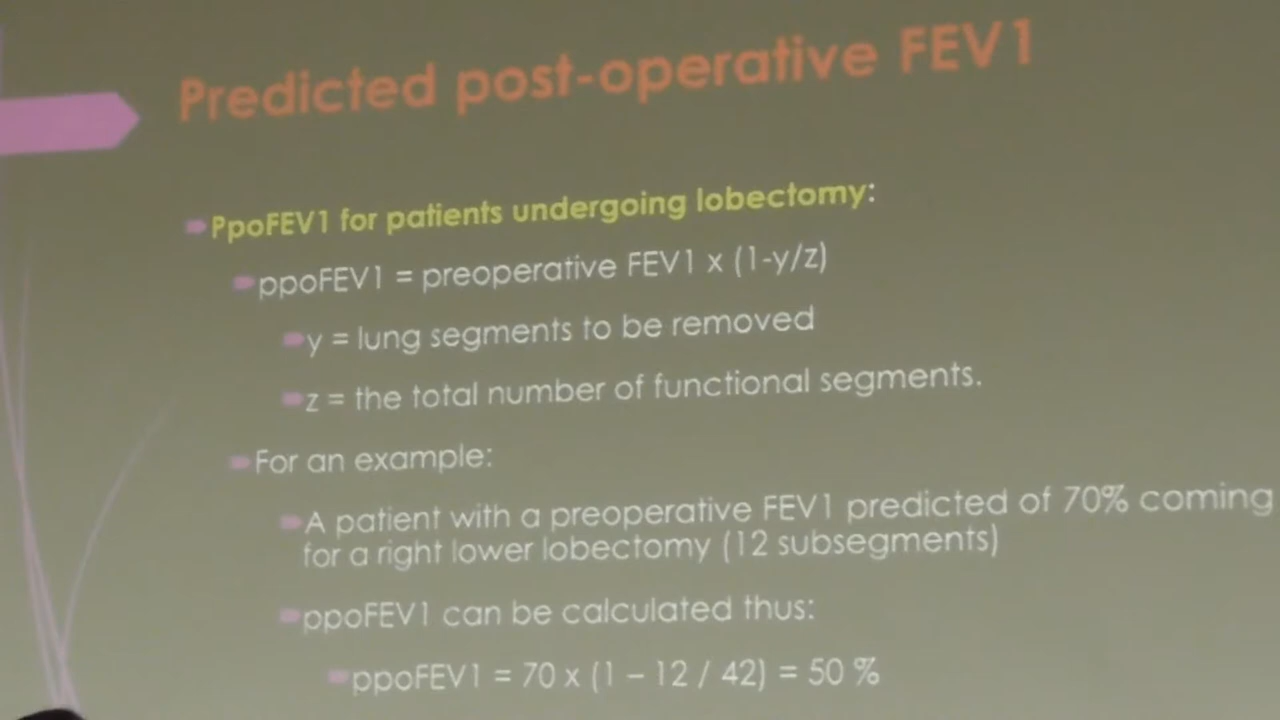 Predicted post-operative FEV1
PpoFEV1 for patients undergoing lobectomy:
ppoFEV1 = preoperative FEV1 x (1-y/z)
y = lung segments to be removed
z = the total number of functional segments.
For an example:
A patient with a preoperative FEV1 predicted of 70% coming
for a right lower lobectomy (12 subsegments)
ppoFEV1 can be calculated thus:
ppoFEV1 = 70 x (1 – 12 / 42) = 50 %